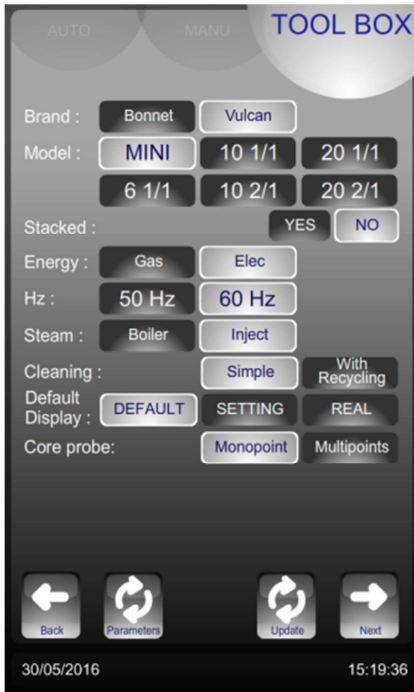 AUTO MANU TOOL BOX
Brand : Bonnet Vulcan
Model : MINI 10 1/1 20 1/1
6 1/1 10 2/1 20 2/1
Stacked : YES NO
Energy : Gas Elec
Hz : 50 Hz 60 Hz
Steam : Boiler Inject
Cleaning : Simple With Recycling
Default Display : DEFAULT SETTING REAL
Core probe: Monopoint Multipoints
Back Parameters Update Next
30/05/2016 15:19:36